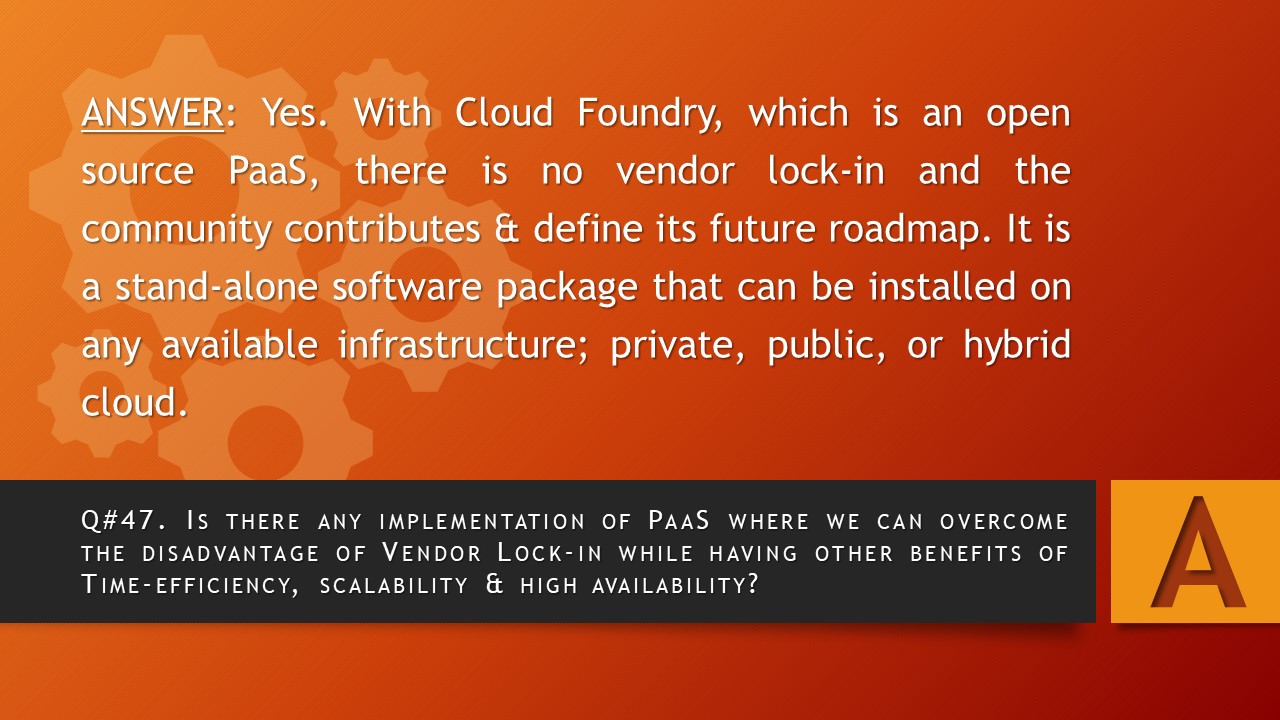 ANSWER: Yes. With Cloud Foundry, which is an open
source PaaS, there is no vendor lock-in and the
community contributes & define its future roadmap. It is
a stand-alone software package that can be installed on
any available infrastructure; private, public, or hybrid
cloud.
Q#47. Is there any implementation of PaaS where we can overcome
the disadvantage of Vendor Lock-in while having other benefits of
Time-efficiency, scalability & high availability?
A